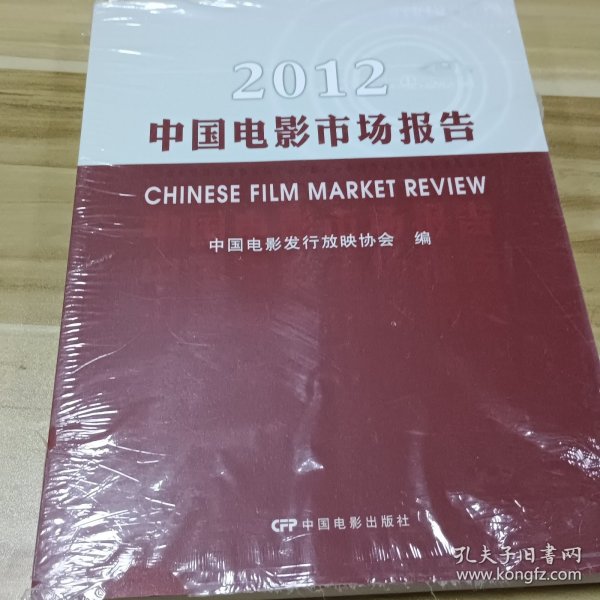 2012
中国电影市场报告
CHINESE FILM MARKET REVIEW
中国电影发行放映协会 编
CFP 中国电影出版社
孔夫子旧书网
www.kongfz.com